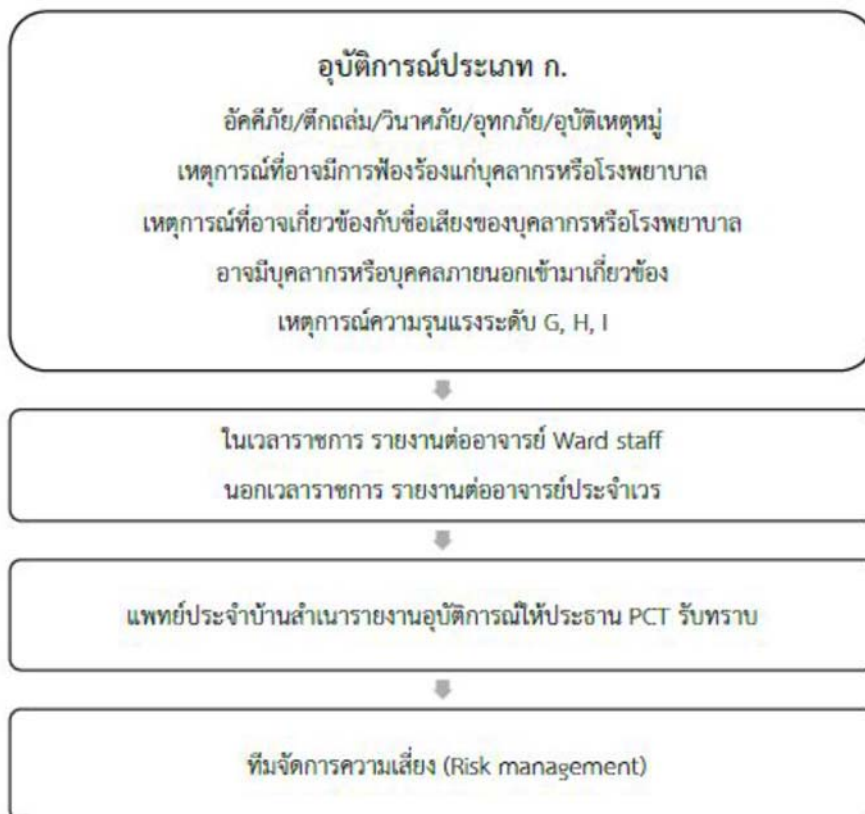 อุบัติการณ์ประเภท ก.
อัคคีภัย/ตึกถล่ม/วินาศภัย/อุทกภัย/อุบัติเหตุหมู่
เหตุการณ์ที่อาจมีการฟ้องร้องแก่บุคลากรหรือโรงพยาบาล
เหตุการณ์ที่อาจเกี่ยวข้องกับชื่อเสียงของบุคลากรหรือโรงพยาบาล
อาจมีบุคลากรหรือบุคคลภายนอกเข้ามาเกี่ยวข้อง
เหตุการณ์ความรุนแรงระดับ G, H, I
ในเวลาราชการ รายงานต่ออาจารย์ Ward staff
นอกเวลาราชการ รายงานต่ออาจารย์ประจำเวร
แพทย์ประจำบ้านสำเนารายงานอุบัติการณ์ให้ประธาน PCT รับทราบ
ทีมจัดการความเสี่ยง (Risk management)